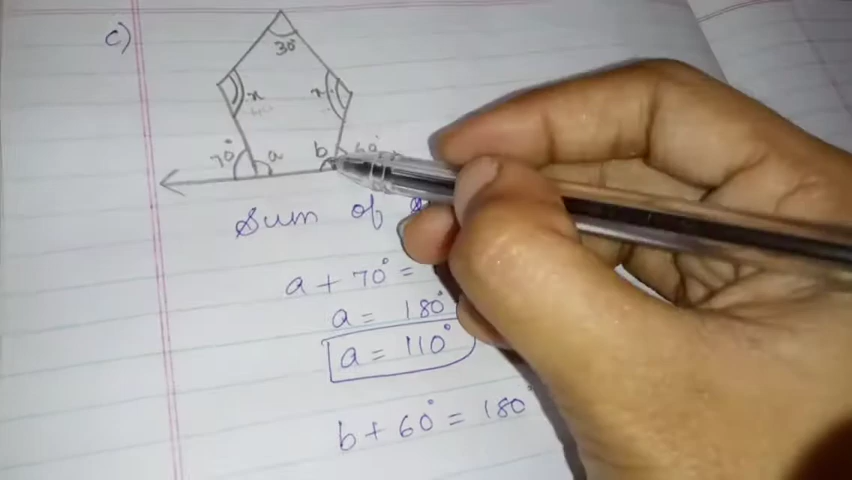 c)
30°
x x
70° a b 60°
Sum of
a + 70° =
a = 180°
a = 110°
b + 60° = 180°